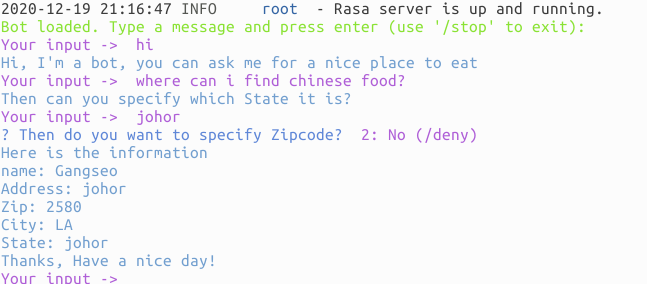 2020-12-19 21:16:47 INFO     root  - Rasa server is up and running.
Bot loaded. Type a message and press enter (use '/stop' to exit):
Your input ->  hi
Hi, I'm a bot, you can ask me for a nice place to eat
Your input ->  where can i find chinese food?
Then can you specify which State it is?
Your input ->  johor
? Then do you want to specify Zipcode?  2: No (/deny)
Here is the information
name: Gangseo
Address: johor
Zip: 2580
City: LA
State: johor
Thanks, Have a nice day!
Your input ->